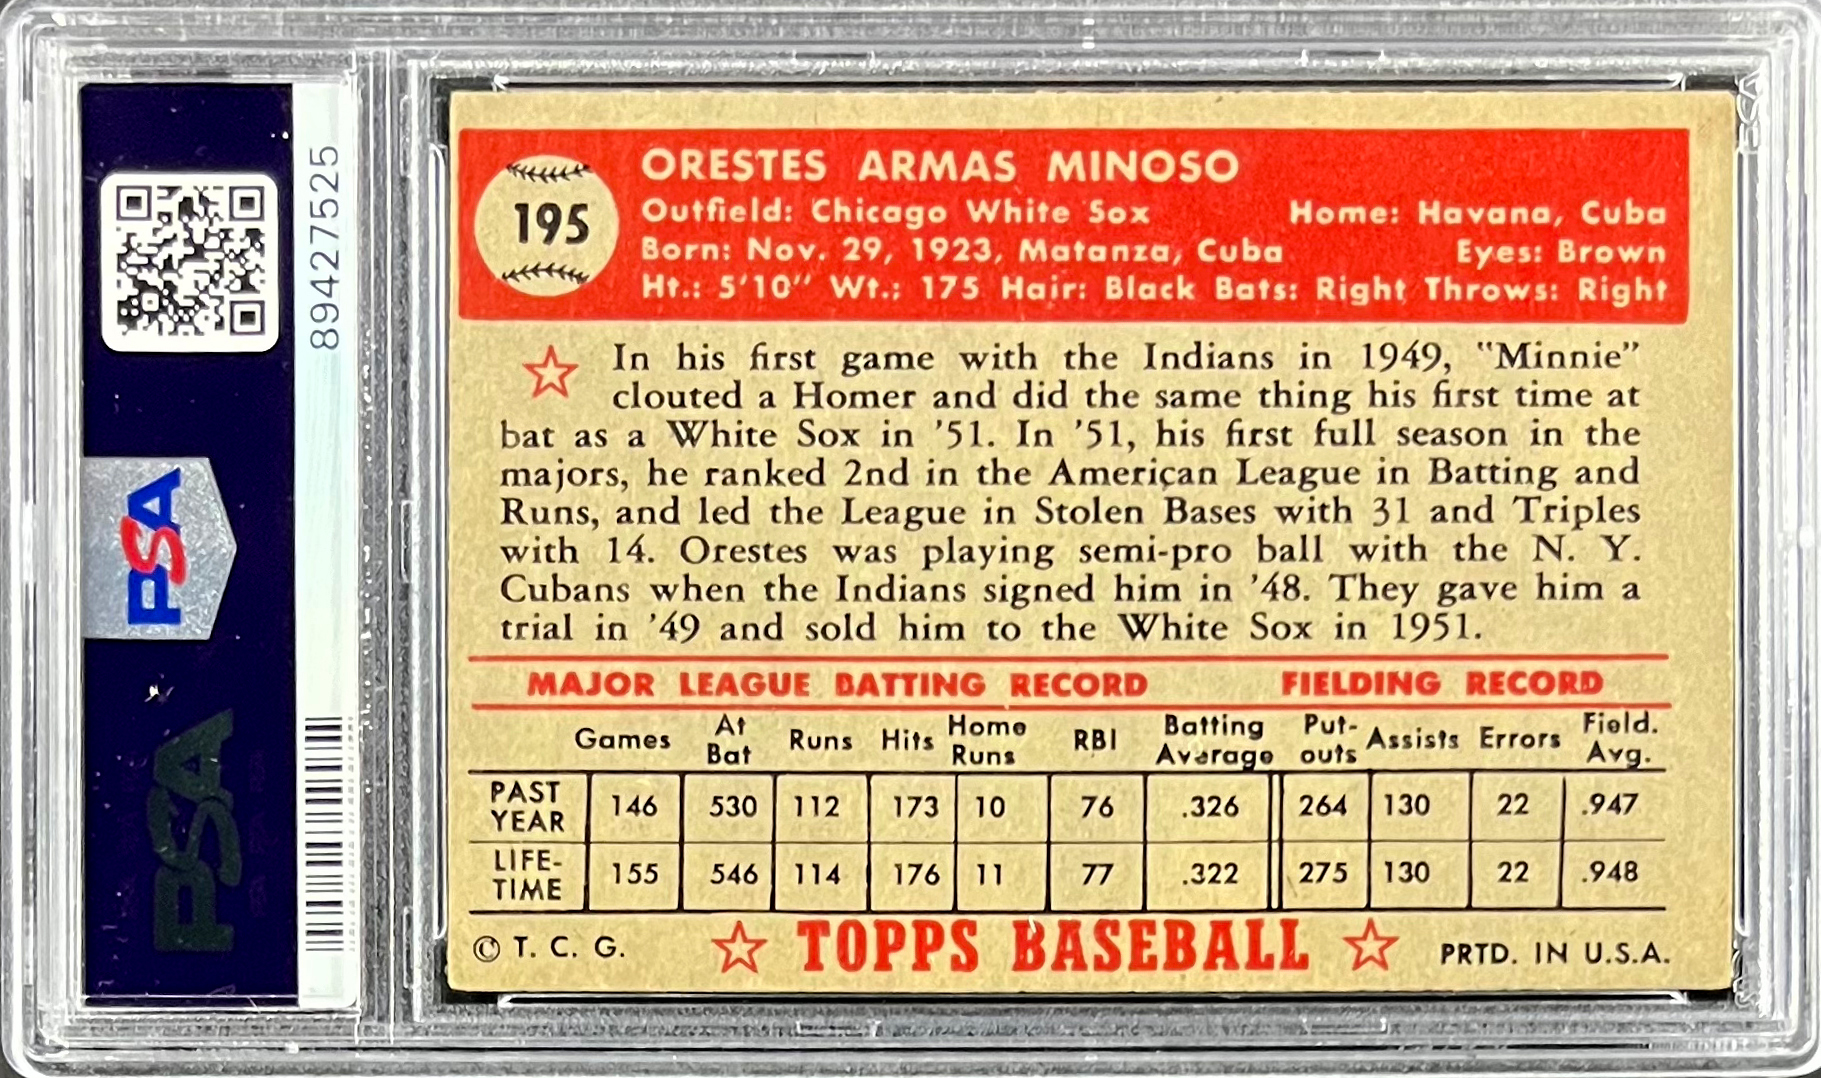 89427525
PSA
PSA
195
ORESTES ARMAS MINOSO
Outfield: Chicago White Sox Home: Havana, Cuba
Born: Nov. 29, 1923, Matanza, Cuba Eyes: Brown
Ht.: 5'10" Wt.: 175 Hair: Black Bats: Right Throws: Right
In his first game with the Indians in 1949, "Minnie"
clouted a Homer and did the same thing his first time at
bat as a White Sox in '51. In '51, his first full season in the
majors, he ranked 2nd in the American League in Batting and
Runs, and led the League in Stolen Bases with 31 and Triples
with 14. Orestes was playing semi-pro ball with the N. Y.
Cubans when the Indians signed him in '48. They gave him a
trial in '49 and sold him to the White Sox in 1951.
MAJOR LEAGUE BATTING RECORD FIELDING RECORD
Games At Bat Runs Hits Home Runs RBI Batting Average Put-outs Assists Errors Field. Avg.
PAST YEAR 146 530 112 173 10 76 .326 264 130 22 .947
LIFE-TIME 155 546 114 176 11 77 .322 275 130 22 .948
© T. C. G. TOPPS BASEBALL PRTD. IN U.S.A.